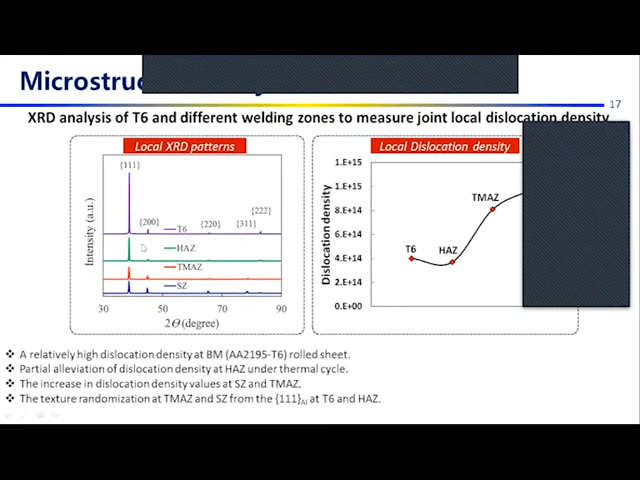 17
XRD analysis of T6 and different welding zones to measure joint local dislocation density
Local XRD patterns
Local Dislocation density
{111}
{200}
{220}
{311}
{222}
T6
HAZ
TMAZ
SZ
Intensity (a.u.)
30
50
70
90
2Θ (degree)
Dislocation density
1.E+15
1.E+15
8.E+14
6.E+14
4.E+14
2.E+14
0.E+00
T6
HAZ
TMAZ
❖ A relatively high dislocation density at BM (AA2195-T6) rolled sheet.
❖ Partial alleviation of dislocation density at HAZ under thermal cycle.
❖ The increase in dislocation density values at SZ and TMAZ.
❖ The texture randomization at TMAZ and SZ from the {111}Al at T6 and HAZ.